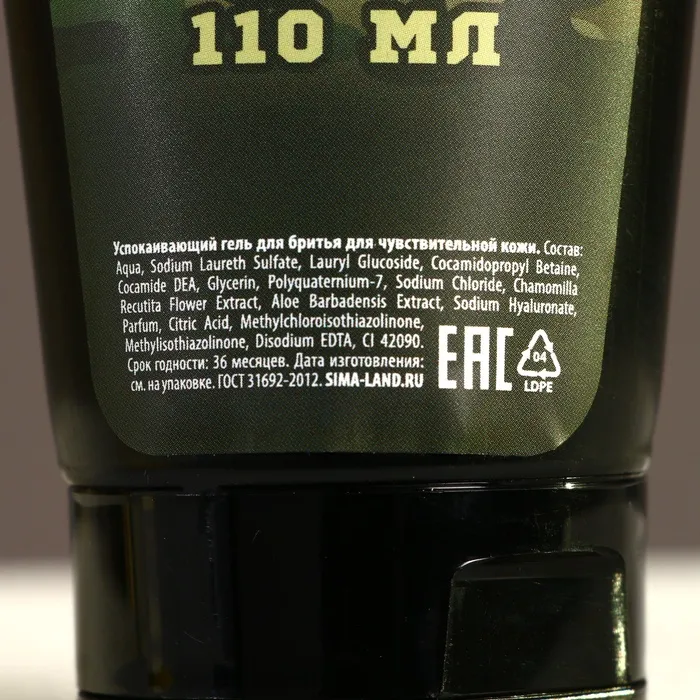 110 МЛ
Успокаивающий гель для бритья для чувствительной кожи. Состав:
Aqua, Sodium Laureth Sulfate, Lauryl Glucoside, Cocamidopropyl Betaine,
Cocamide DEA, Glycerin, Polyquaternium-7, Sodium Chloride, Chamomilla
Recutita Flower Extract, Aloe Barbadensis Extract, Sodium Hyaluronate,
Parfum, Citric Acid, Methylchloroisothiazolinone,
Methylisothiazolinone, Disodium EDTA, CI 42090.
Срок годности: 36 месяцев. Дата изготовления:
см. на упаковке. ГОСТ 31692-2012. SIMA-LAND.RU
EAC
04
LDPE